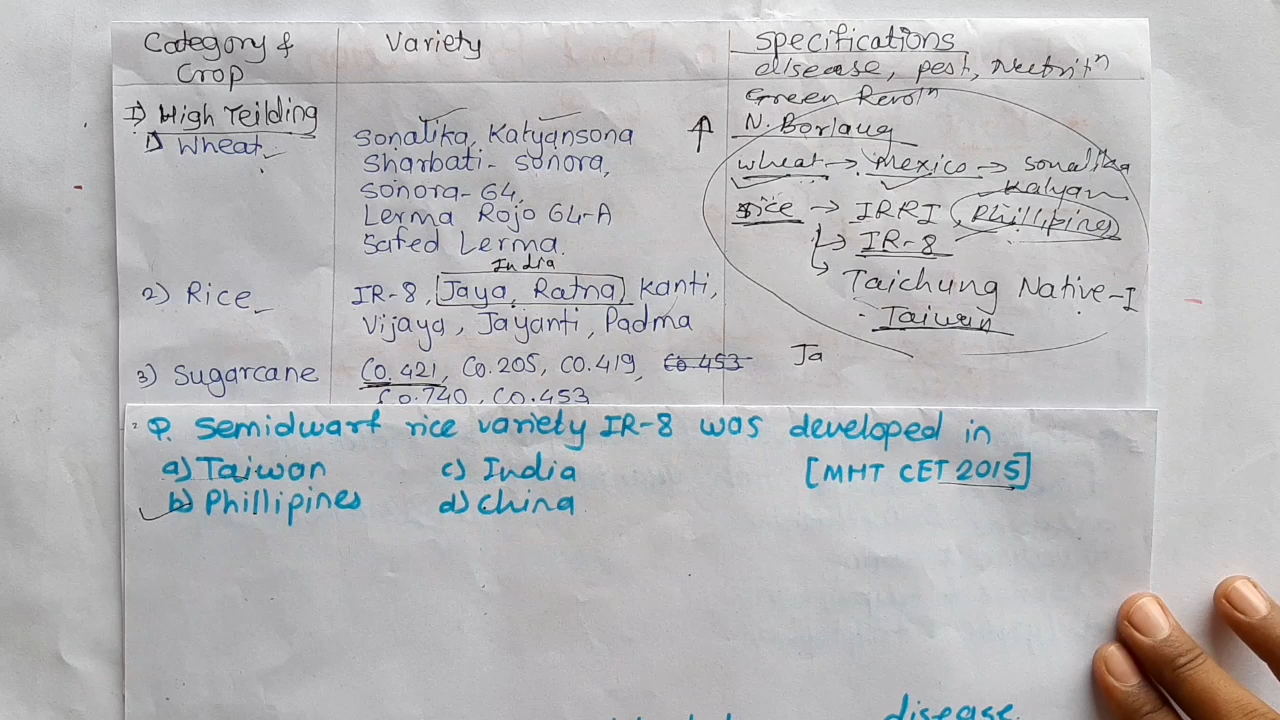 Category & Crop
Variety
Specifications
disease, pest, Neutritⁿ
I) High Yeilding
1) Wheat
Sonalika, Kalyansona
Sharbati- Sonora,
Sonora-64,
Lerma Rojo 64-A
Safed Lerma.
Green Revolⁿ
↑ N. Borlaug
Wheat → Mexico → Sonalika
Kalyan
Rice → IRRI, Phillipines
↳ IR-8
↳ Taichung Native-I
- Taiwan
India
2) Rice
IR-8, Jaya, Ratna, Kanti,
Vijaya, Jayanti, Padma
Ja
3) Sugarcane
Co.421, Co.205, Co.419, Co.453
Co.740, Co.453
Q. Semidwarf rice variety IR-8 was developed in
a) Taiwan c) India [MHT CET 2015]
b) Phillipines d) China
disease.